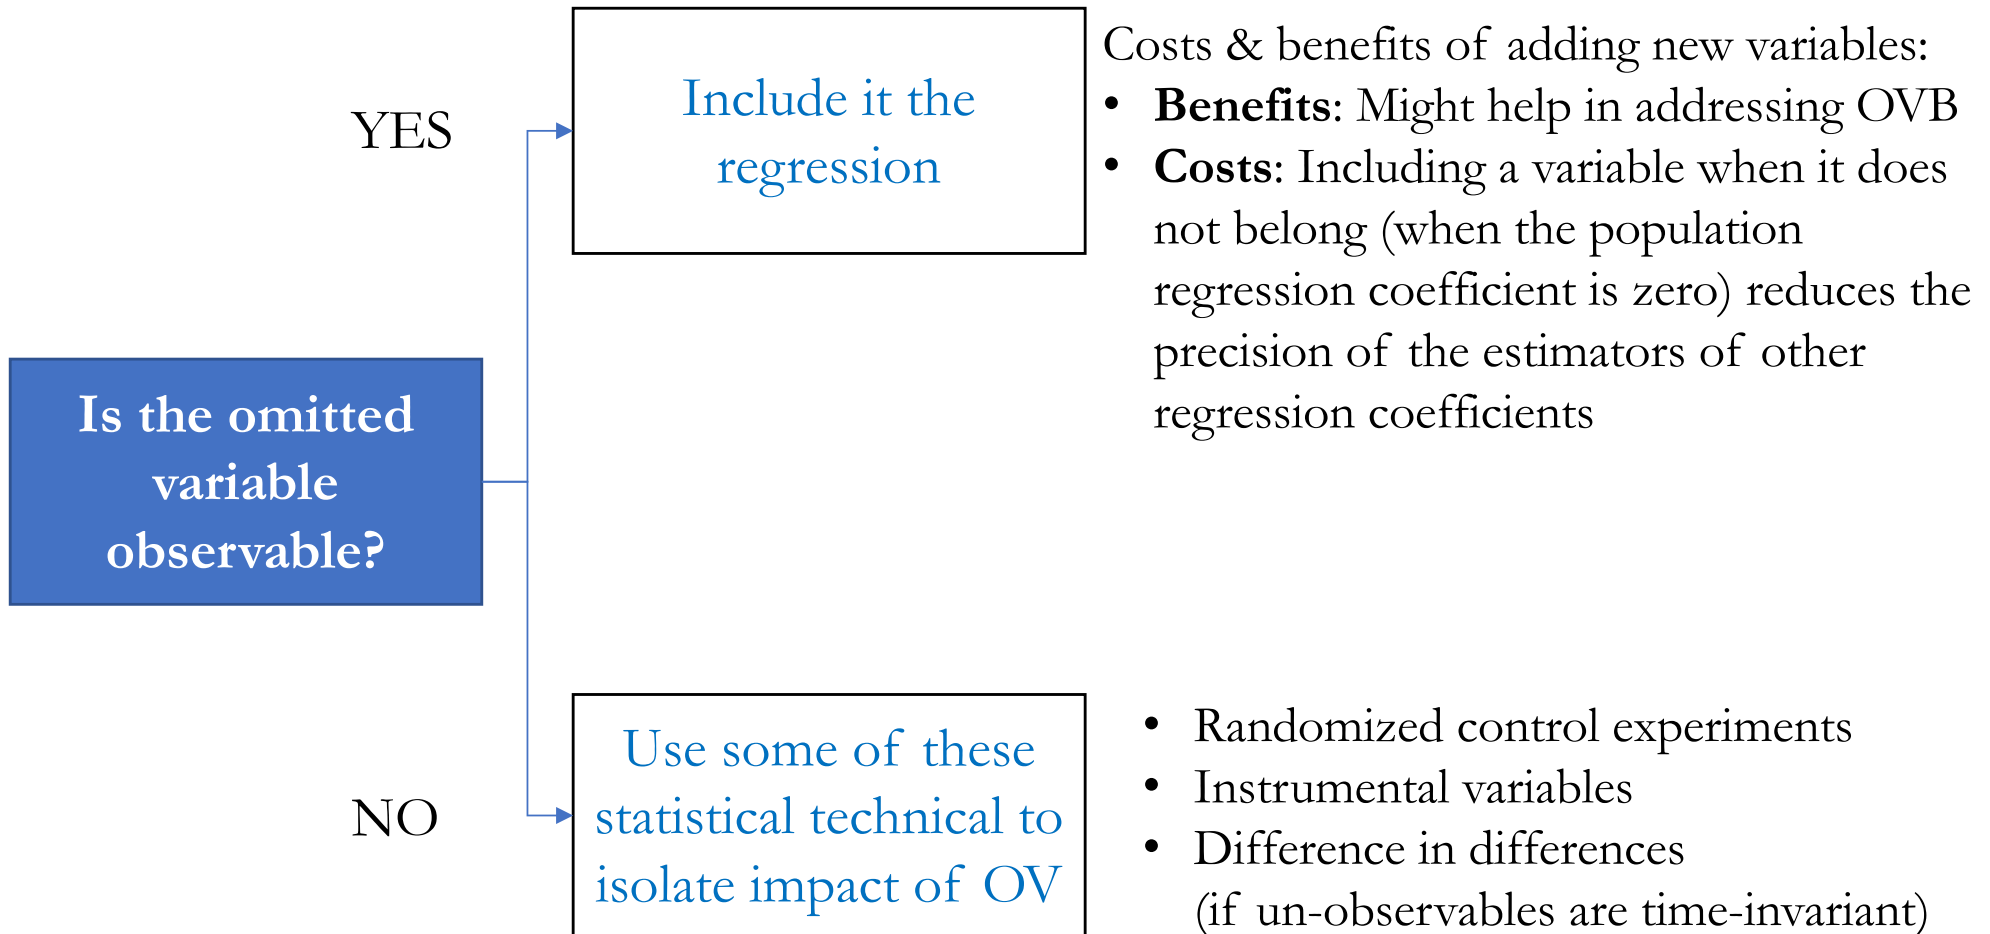 YES
Include it the
regression
Costs & benefits of adding new variables:
• Benefits: Might help in addressing OVB
• Costs: Including a variable when it does
not belong (when the population
regression coefficient is zero) reduces the
precision of the estimators of other
regression coefficients
Is the omitted
variable
observable?
NO
Use some of these
statistical technical to
isolate impact of OV
• Randomized control experiments
• Instrumental variables
• Difference in differences
(if un-observables are time-invariant)